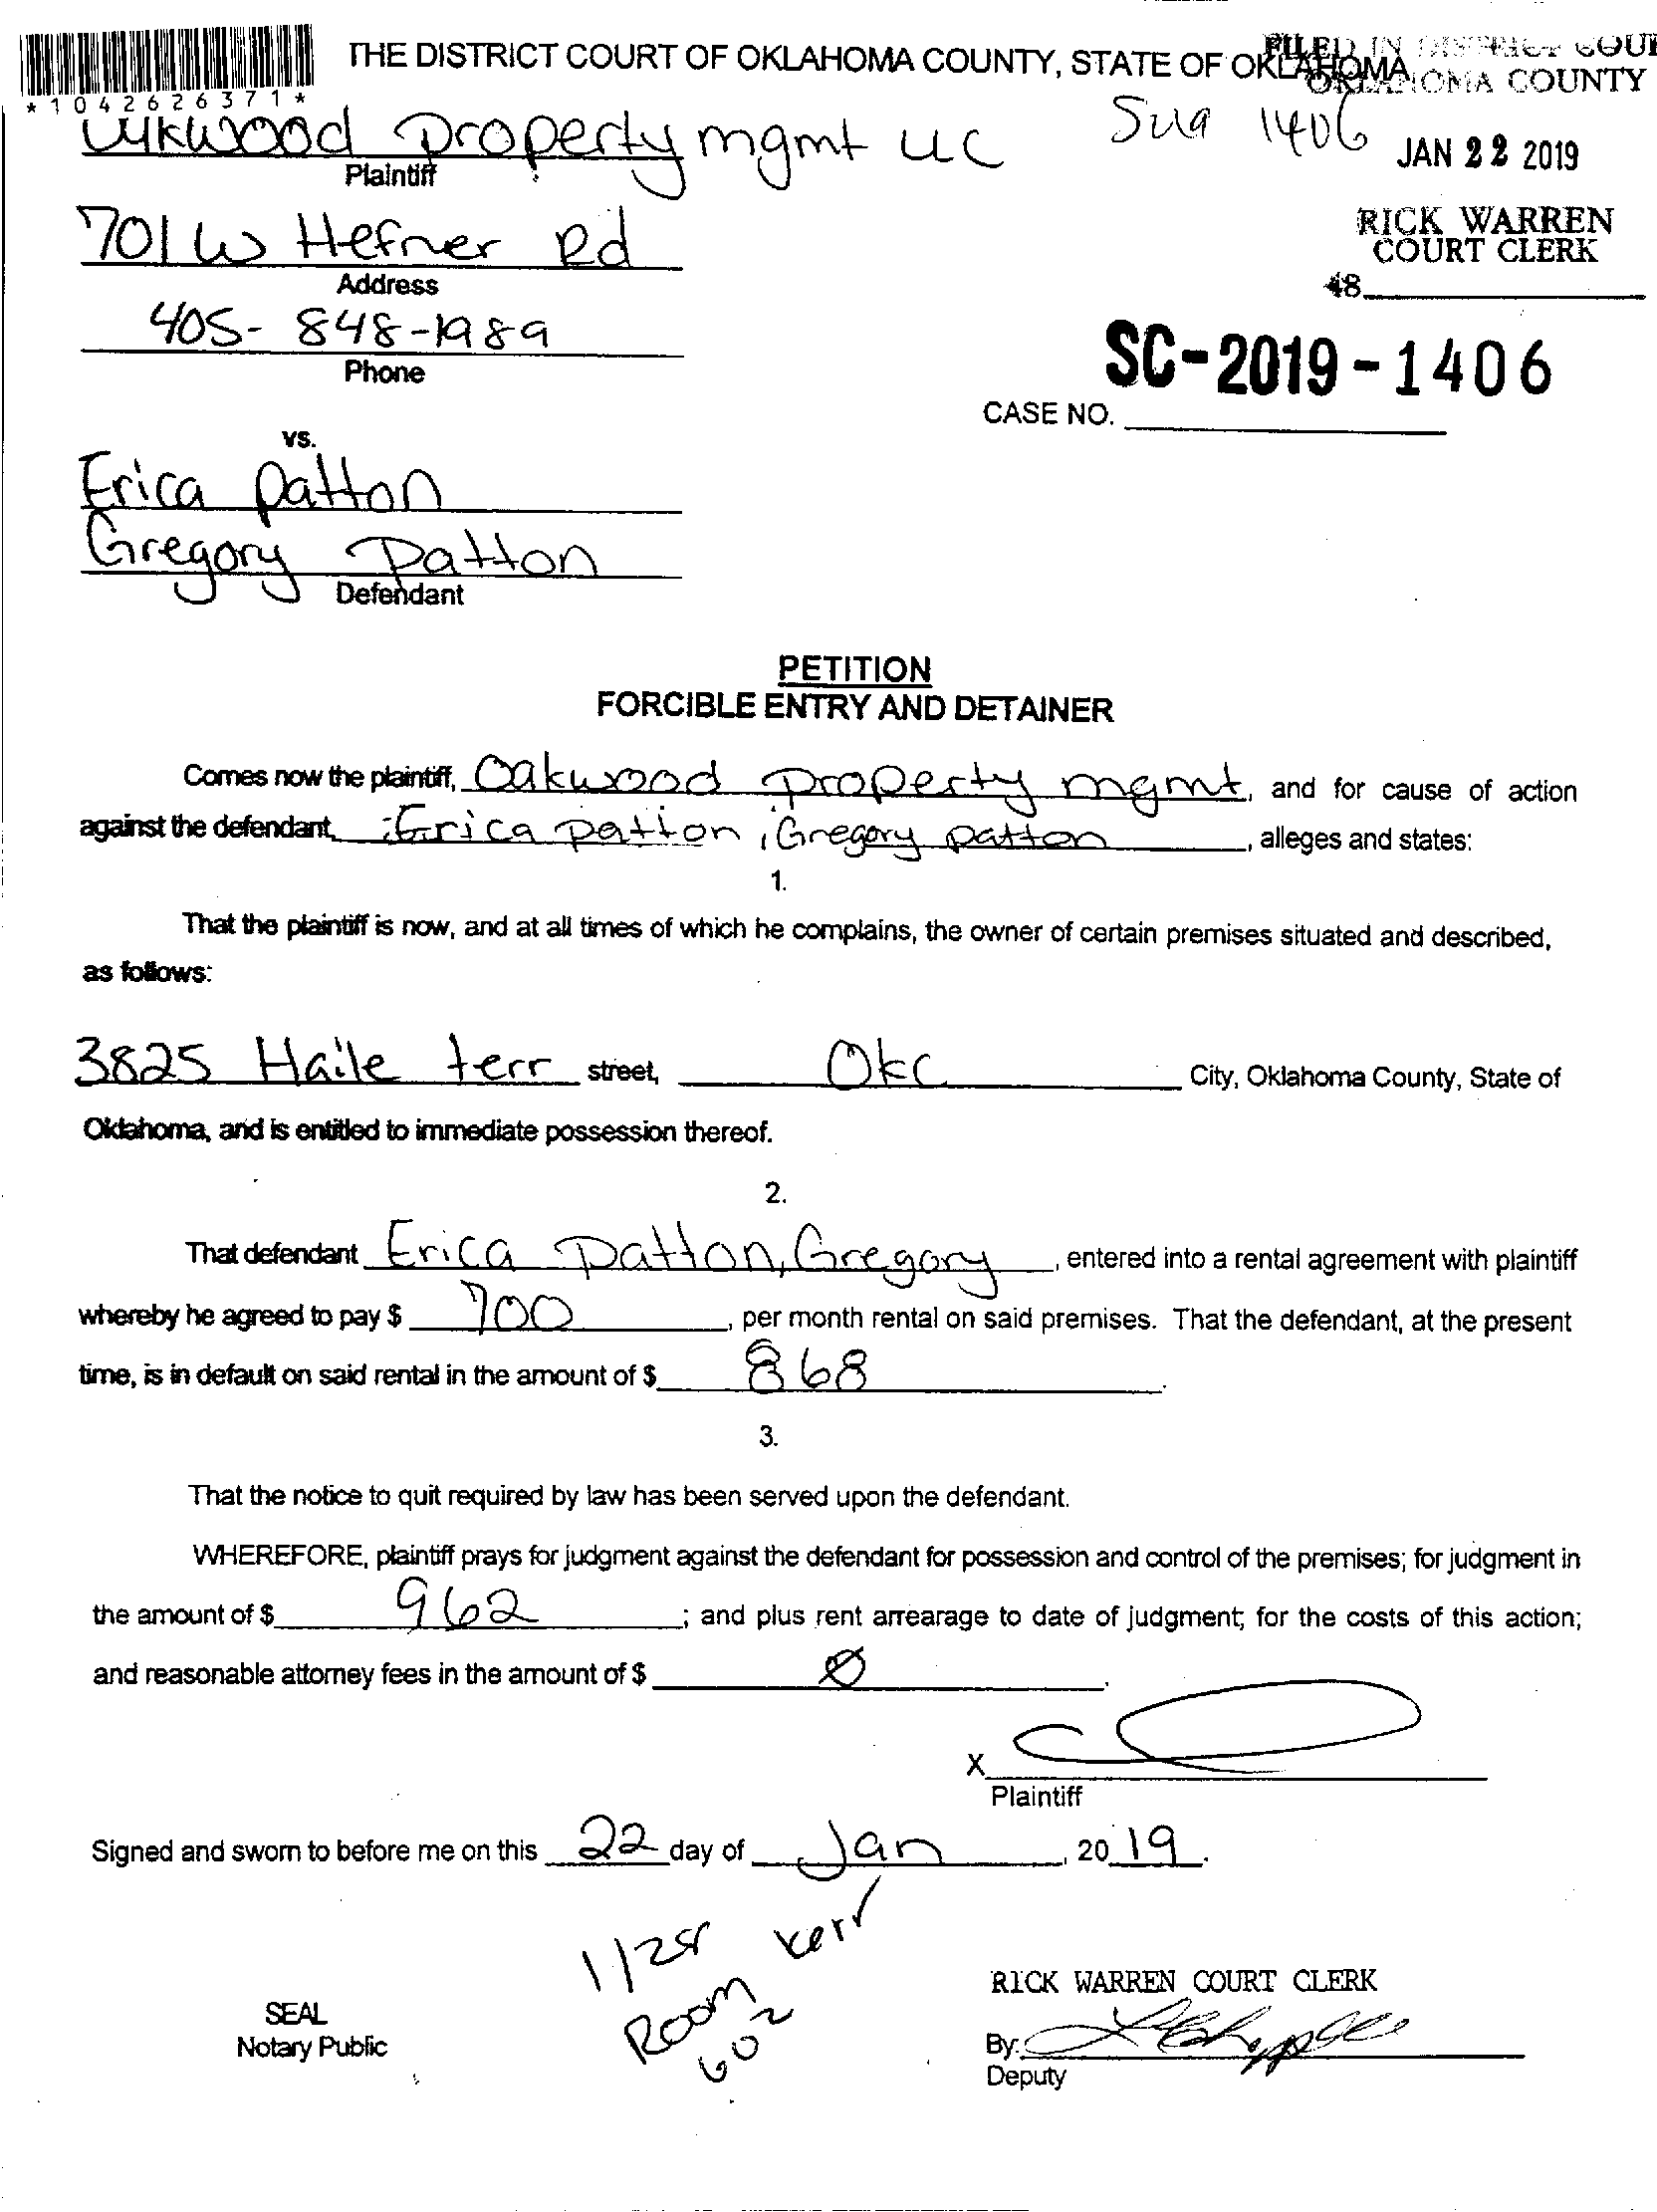 THE DISTRICT COURT OF OKLAHOMA COUNTY, STATE OF OKLAHOMA
FILED IN DISTRICT COUR
OKLAHOMA COUNTY
*1042626371*
property mgmt LLC
Plaintiff
1406
JAN 22 2019
701 W Hefner Rd
Address
RICK WARREN
COURT CLERK
48
405-848-1989
Phone
SC-2019-1406
CASE NO.
vs.
Erica Patton
Gregory Patton
Defendant
PETITION
FORCIBLE ENTRY AND DETAINER
Comes now the plaintiff, Oakwood property mgmt, and for cause of action
against the defendant, Erica patton, Gregory patton, alleges and states:
1.
That the plaintiff is now, and at all times of which he complains, the owner of certain premises situated and described,
as follows:
3825 Haile terr street, Okc City, Oklahoma County, State of
Oklahoma, and is entitled to immediate possession thereof.
2.
That defendant Erica Patton, Gregory, entered into a rental agreement with plaintiff
whereby he agreed to pay $ 700, per month rental on said premises. That the defendant, at the present
time, is in default on said rental in the amount of $ 868.
3.
That the notice to quit required by law has been served upon the defendant.
WHEREFORE, plaintiff prays for judgment against the defendant for possession and control of the premises; for judgment in
the amount of $ 962; and plus rent arrearage to date of judgment; for the costs of this action;
and reasonable attorney fees in the amount of $ 0.
X
Plaintiff
Signed and sworn to before me on this 22 day of Jan, 20 19.
Kerr
Room
602
RICK WARREN COURT CLERK
SEAL
Notary Public
By:
Deputy